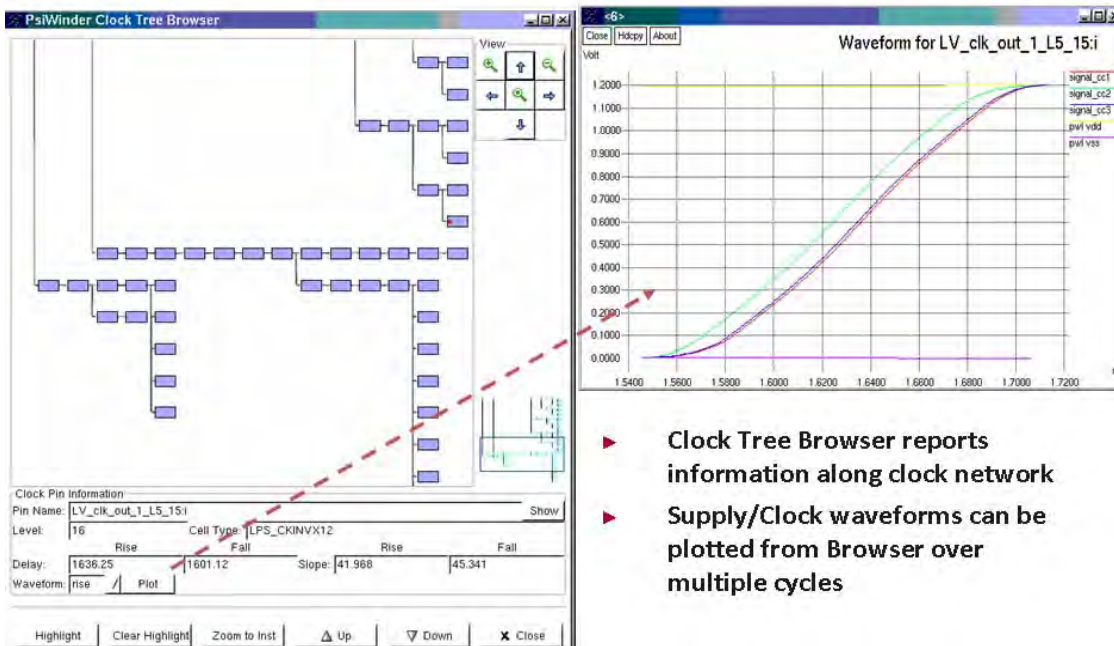 PsiWinder Clock Tree Browser
View
Clock Pin Information
Pin Name: LV_clk_out_1_L5_15:i Show
Level: 16 Cell Type: LPS_CKINVX12
Rise Fall Rise Fall
Delay: 1636.25 1601.12 Slope: 41.968 45.341
Waveform: rise / Plot
Highlight Clear Highlight Zoom to Inst Up Down Close
<6>
Close Hdcpy About
Waveform for LV_clk_out_1_L5_15:i
Volt
signal_cc1
signal_cc2
signal_cc3
pwl vdd
pwl vss
1.2000
1.1000
1.0000
0.9000
0.8000
0.7000
0.6000
0.5000
0.4000
0.3000
0.2000
0.1000
0.0000
1.5400 1.5600 1.5800 1.6000 1.6200 1.6400 1.6600 1.6800 1.7000 1.7200
► Clock Tree Browser reports
information along clock network
► Supply/Clock waveforms can be
plotted from Browser over
multiple cycles